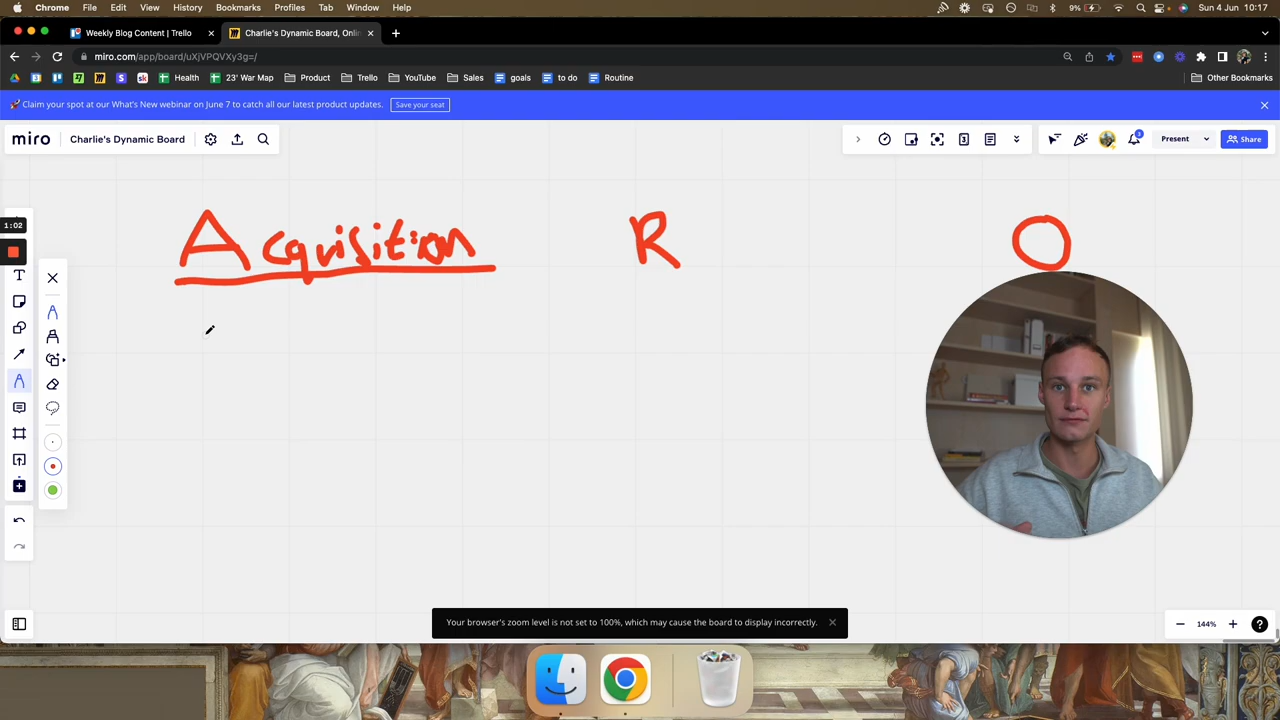 Chrome File Edit View History Bookmarks Profiles Tab Window Help 9% Sun 4 Jun 10:17
Weekly Blog Content | Trello Charlie's Dynamic Board, Onlin
miro.com/app/board/uXjVPQVXy3g=/
Health 23' War Map Product Trello YouTube Sales goals to do Routine Other Bookmarks
🚀 Claim your spot at our What's New webinar on June 7 to catch all our latest product updates. Save your seat
miro Charlie's Dynamic Board 3 3 Present Share
1:02
Acquisition R O
Your browser's zoom level is not set to 100%, which may cause the board to display incorrectly.
144%